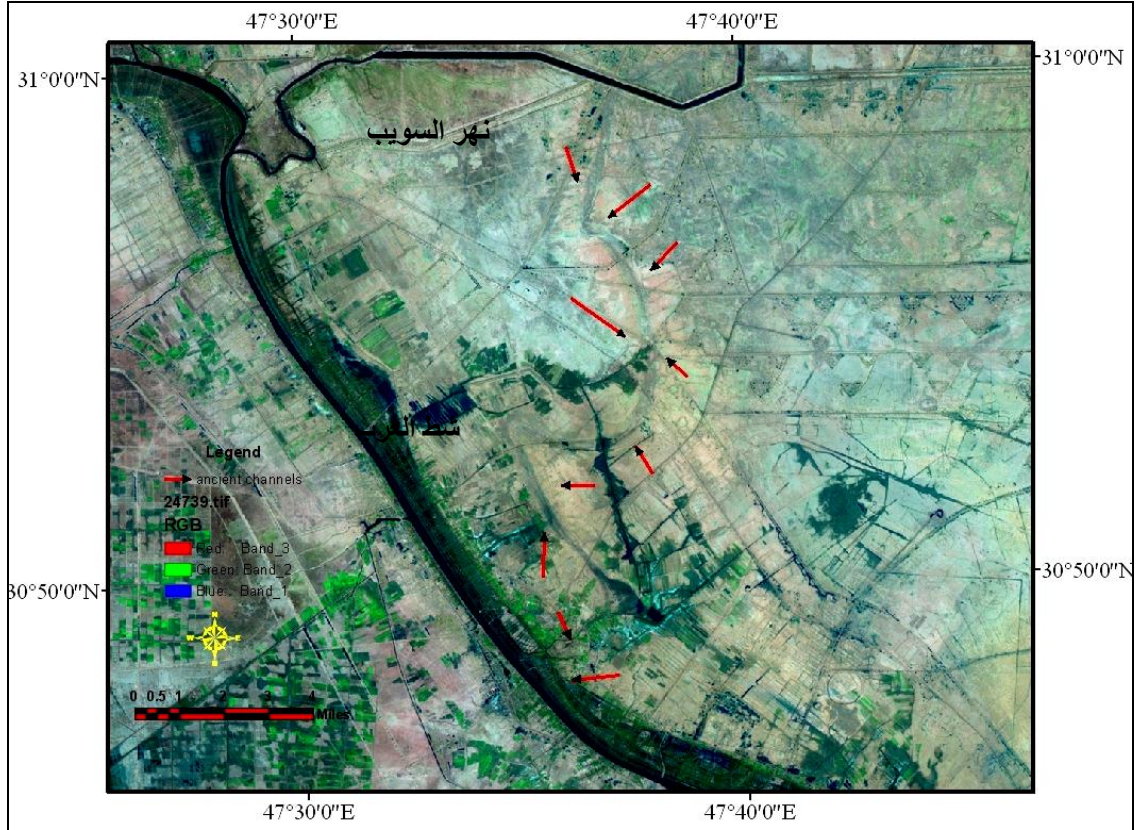 47°30'0"E 47°40'0"E
31°0'0"N 31°0'0"N
نهر السويب
شط العرب
Legend
ancient channels
24739.tif
RGB
Red: Band_3
Green: Band_2
Blue: Band_1
30°50'0"N 30°50'0"N
N
W E
S
0 0.5 1 2 3 4
Miles
47°30'0"E 47°40'0"E